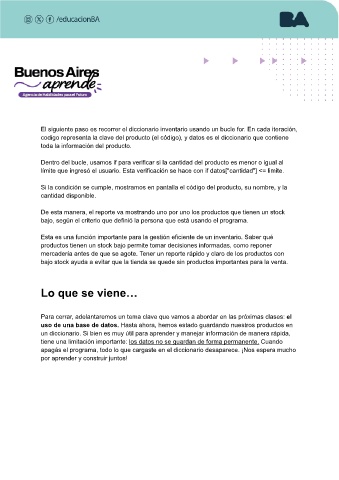 /educacionBA
BA
Buenos Aires
aprende
Agencia de Habilidades para el Futuro
El siguiente paso es recorrer el diccionario inventario usando un bucle for. En cada iteración,
codigo representa la clave del producto (el código), y datos es el diccionario que contiene
toda la información del producto.
Dentro del bucle, usamos if para verificar si la cantidad del producto es menor o igual al
límite que ingresó el usuario. Esta verificación se hace con if datos["cantidad"] <= limite.
Si la condición se cumple, mostramos en pantalla el código del producto, su nombre, y la
cantidad disponible.
De esta manera, el reporte va mostrando uno por uno los productos que tienen un stock
bajo, según el criterio que definió la persona que está usando el programa.
Esta es una función importante para la gestión eficiente de un inventario. Saber qué
productos tienen un stock bajo permite tomar decisiones informadas, como reponer
mercadería antes de que se agote. Tener un reporte rápido y claro de los productos con
bajo stock ayuda a evitar que la tienda se quede sin productos importantes para la venta.
Lo que se viene…
Para cerrar, adelantaremos un tema clave que vamos a abordar en las próximas clases: el
uso de una base de datos. Hasta ahora, hemos estado guardando nuestros productos en
un diccionario. Si bien es muy útil para aprender y manejar información de manera rápida,
tiene una limitación importante: los datos no se guardan de forma permanente. Cuando
apagás el programa, todo lo que cargaste en el diccionario desaparece. ¡Nos espera mucho
por aprender y construir juntos!